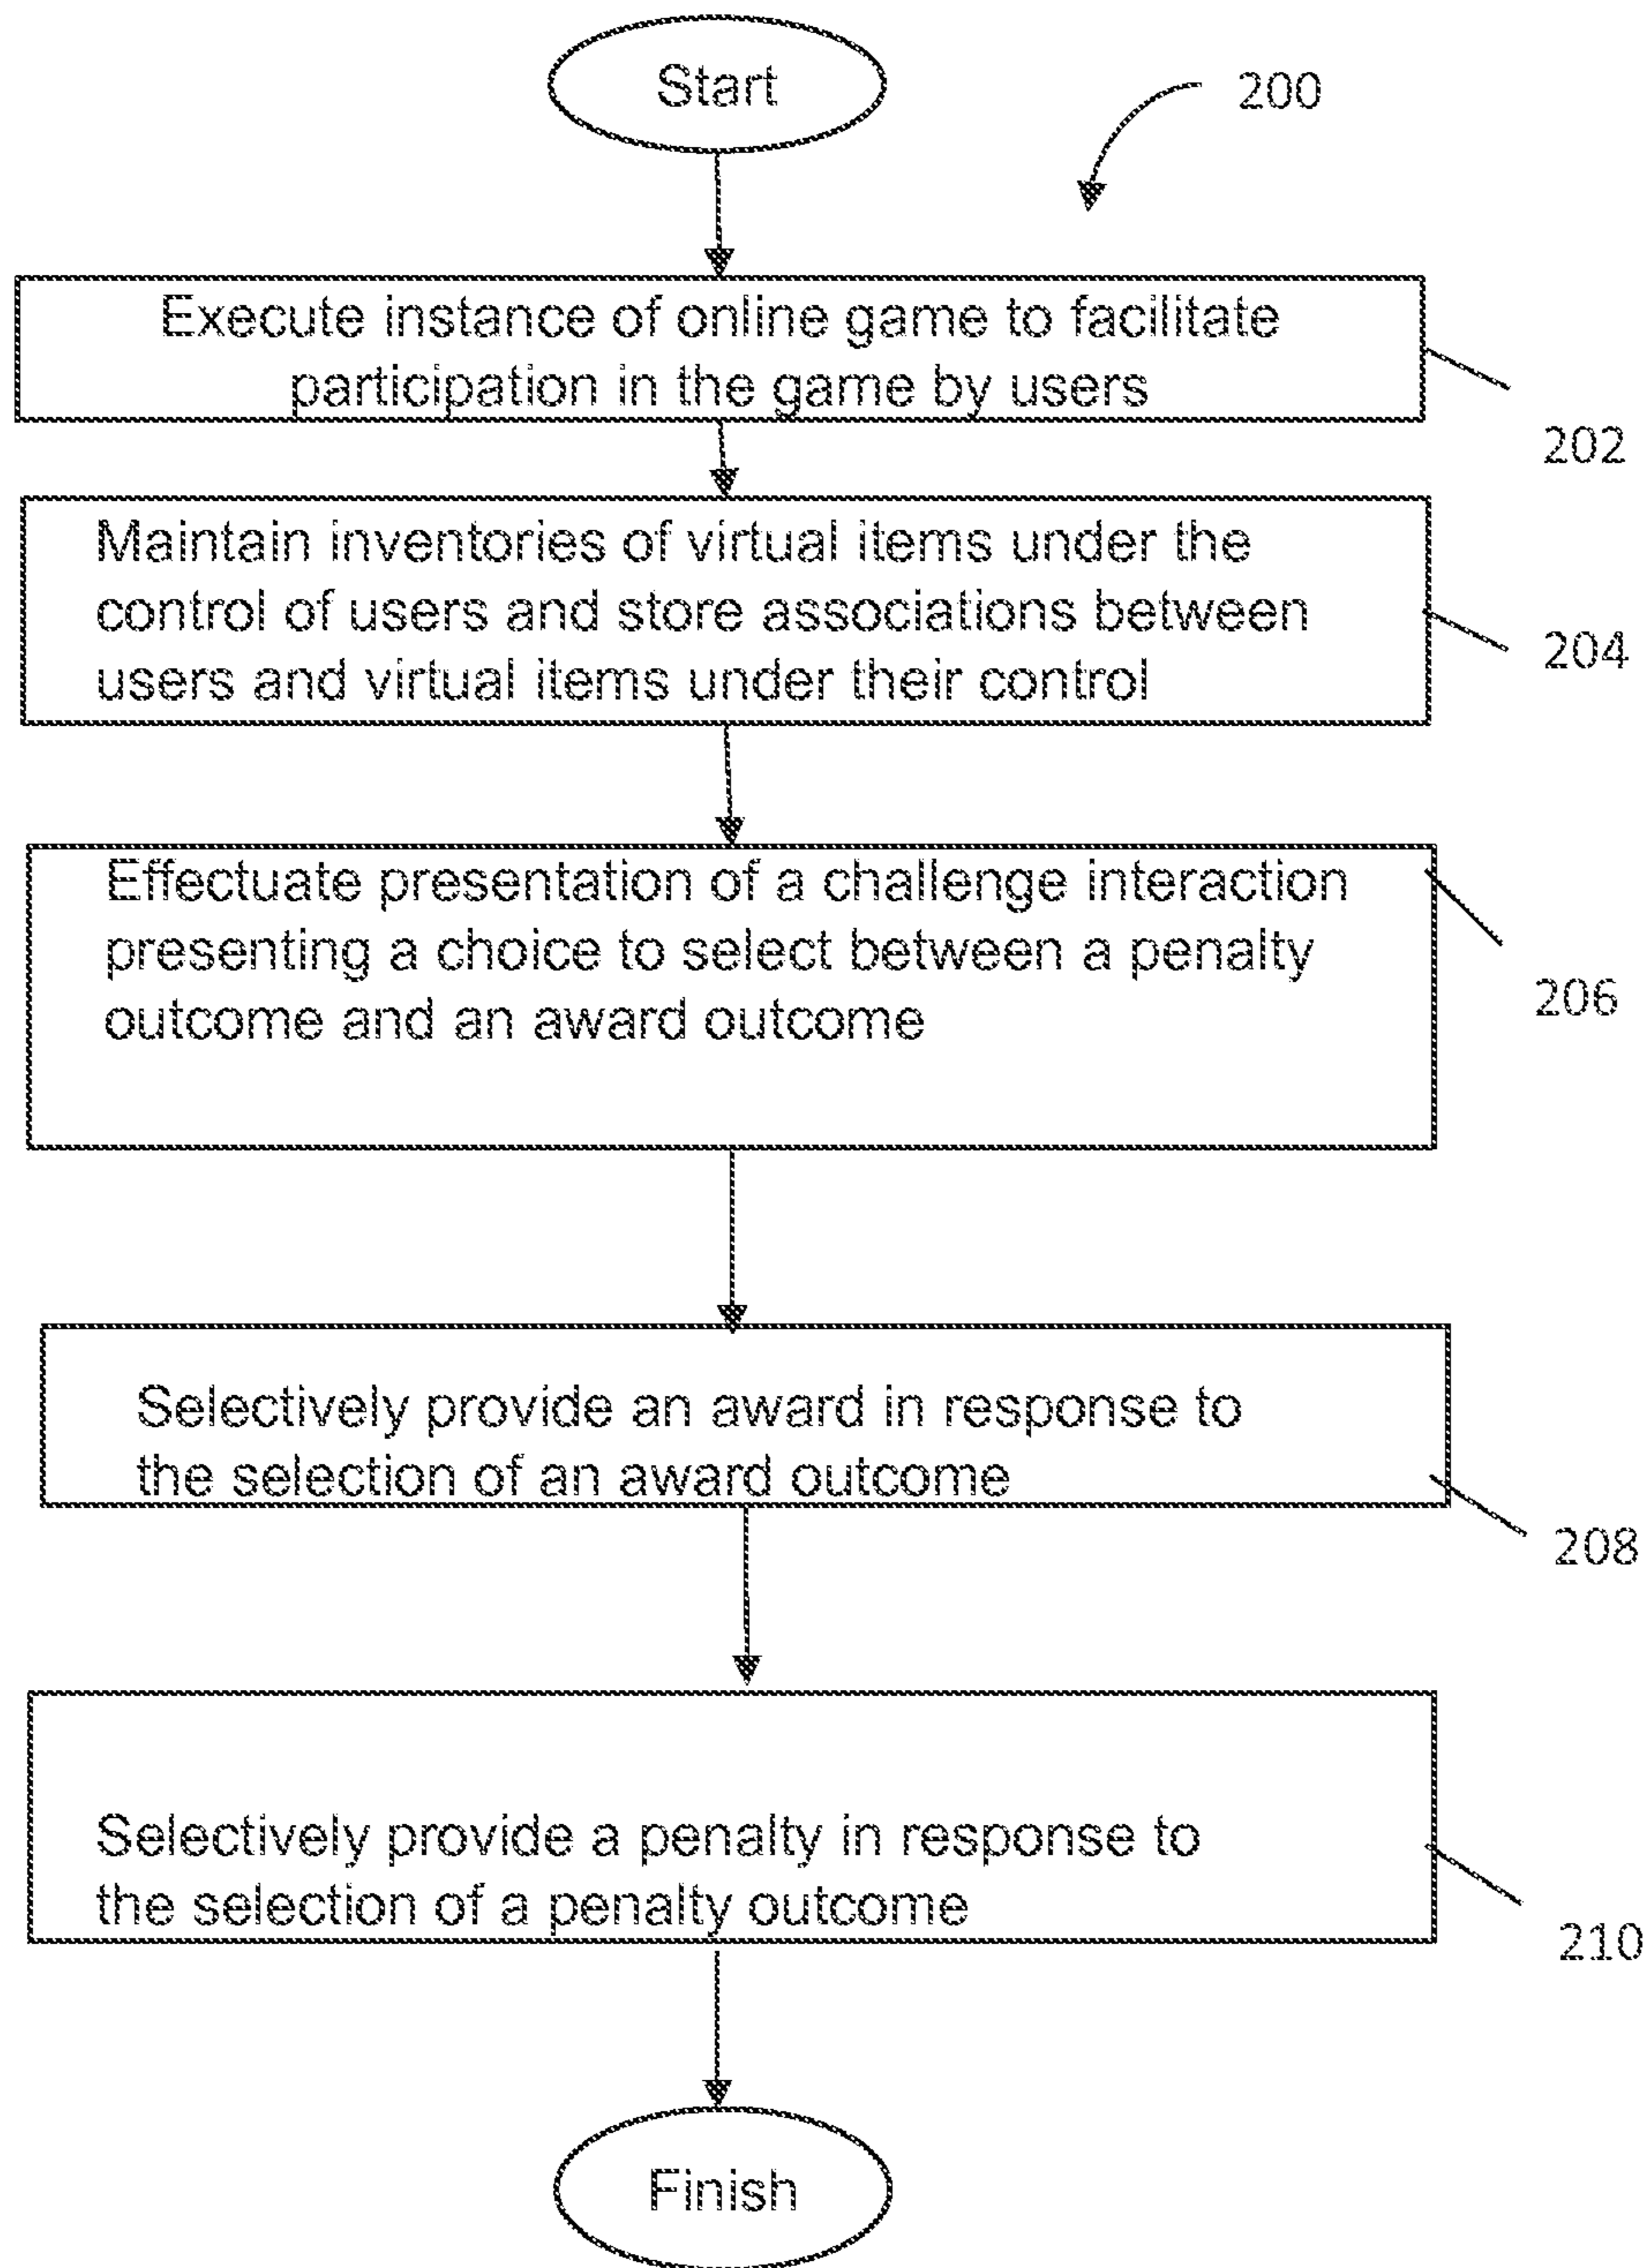 Start
200
Execute instance of online game to facilitate
participation in the game by users
202
Maintain inventories of virtual items under the
control of users and store associations between
users and virtual items under their control
204
Effectuate presentation of a challenge interaction
presenting a choice to select between a penalty
outcome and an award outcome
206
Selectively provide an award in response to
the selection of an award outcome
208
Selectively provide a penalty in response to
the selection of a penalty outcome
210
Finish